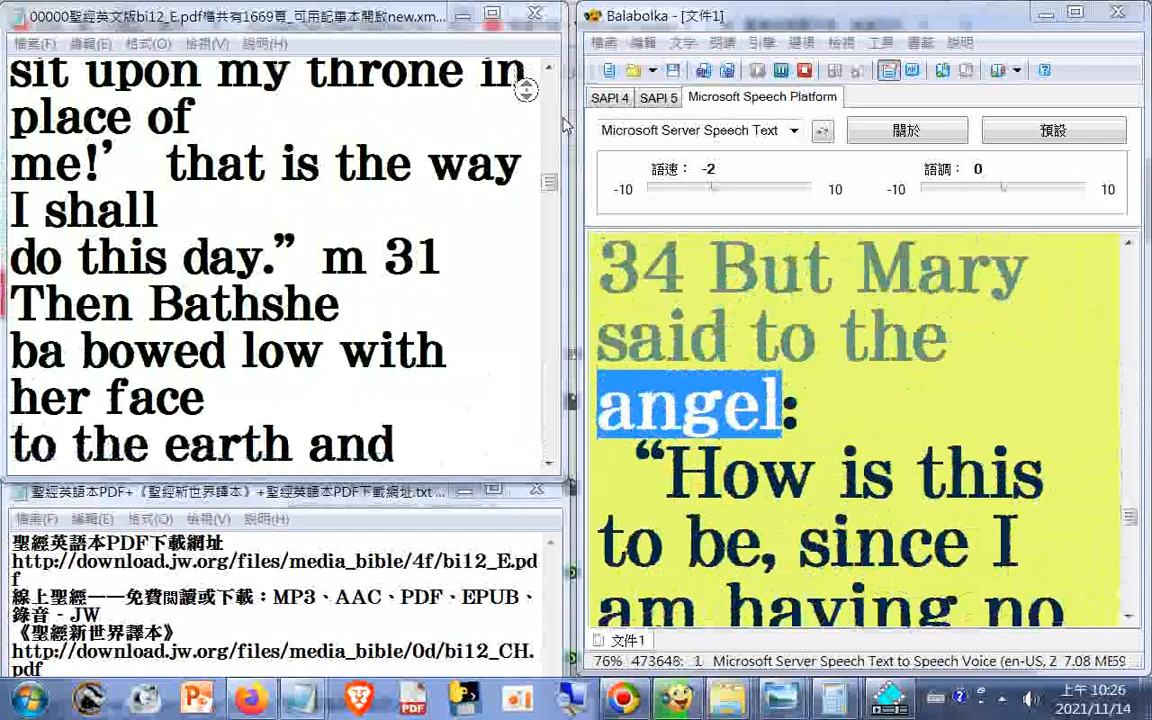 00000聖經英文版bi12_E.pdf檔共有1669頁_可用記事本開啟new.xm...
檔案(F) 編輯(E) 格式(O) 檢視(V) 說明(H)
sit upon my throne in
place of
me!’ that is the way
I shall
do this day.” m 31
Then Bathshe
ba bowed low with
her face
to the earth and
聖經英語本PDF+《聖經新世界譯本》+聖經英語本PDF下載網址.txt ...
檔案(F) 編輯(E) 格式(O) 檢視(V) 說明(H)
聖經英語本PDF下載網址
http://download.jw.org/files/media_bible/4f/bi12_E.pd
f
線上聖經——免費閱讀或下載：MP3、AAC、PDF、EPUB、
錄音 - JW
《聖經新世界譯本》
http://download.jw.org/files/media_bible/0d/bi12_CH.
pdf
Balabolka - [文件1]
檔案 編輯 文字 朗讀 引擎 選項 檢視 工具 書籤 說明
SAPI 4 SAPI 5 Microsoft Speech Platform
Microsoft Server Speech Text 關於 預設
語速： -2 語調： 0
-10 10 -10 10
34 But Mary
said to the
angel:
“How is this
to be, since I
am having no
文件1
76% 473648: 1 Microsoft Server Speech Text to Speech Voice (en-US, Z 7.08 ME59
上午 10:26
2021/11/14